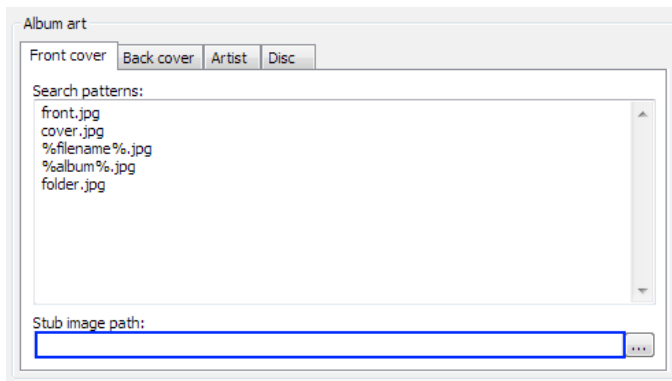 Album art
Front cover Back cover Artist Disc
Search patterns:
front.jpg
cover.jpg
%filename%.jpg
%album%.jpg
folder.jpg
Stub image path:
...